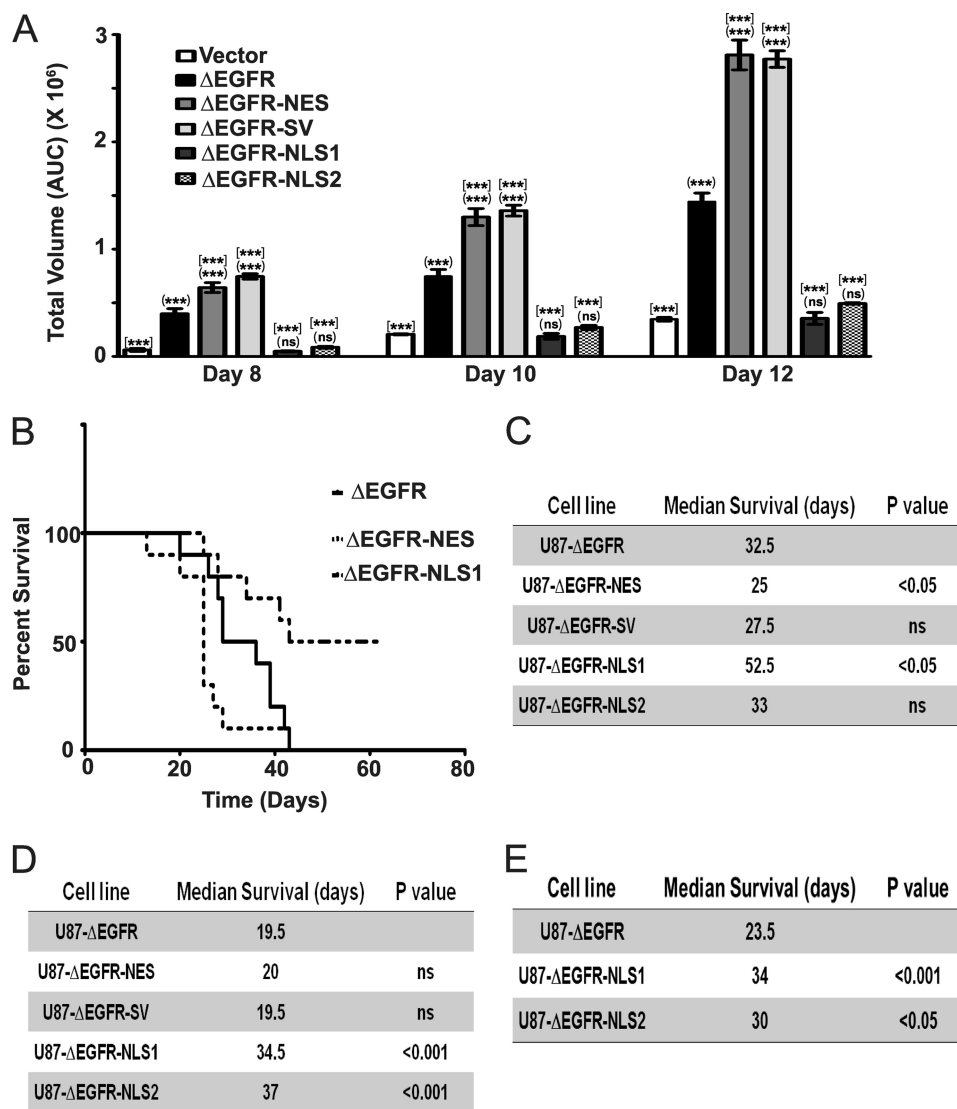 A
Total Volume (AUC) (X 10⁶)
3
2
1
0
Vector
ΔEGFR
ΔEGFR-NES
ΔEGFR-SV
ΔEGFR-NLS1
ΔEGFR-NLS2
[***]
(***)
[***]
(***)
[***]
(***)
[***]
(ns)
[***]
(ns)
[***]
(***)
[***]
(***)
[***]
(***)
[***]
(ns)
[***]
(ns)
[***]
(***)
[***]
(***)
[***]
(***)
[***]
(ns)
[***]
(ns)
Day 8
Day 10
Day 12
B
Percent Survival
100
50
0
0 20 40 60 80
Time (Days)
ΔEGFR
ΔEGFR-NES
ΔEGFR-NLS1
C
Cell line Median Survival (days) P value
U87-ΔEGFR 32.5
U87-ΔEGFR-NES 25 <0.05
U87-ΔEGFR-SV 27.5 ns
U87-ΔEGFR-NLS1 52.5 <0.05
U87-ΔEGFR-NLS2 33 ns
D
Cell line Median Survival (days) P value
U87-ΔEGFR 19.5
U87-ΔEGFR-NES 20 ns
U87-ΔEGFR-SV 19.5 ns
U87-ΔEGFR-NLS1 34.5 <0.001
U87-ΔEGFR-NLS2 37 <0.001
E
Cell line Median Survival (days) P value
U87-ΔEGFR 23.5
U87-ΔEGFR-NLS1 34 <0.001
U87-ΔEGFR-NLS2 30 <0.05